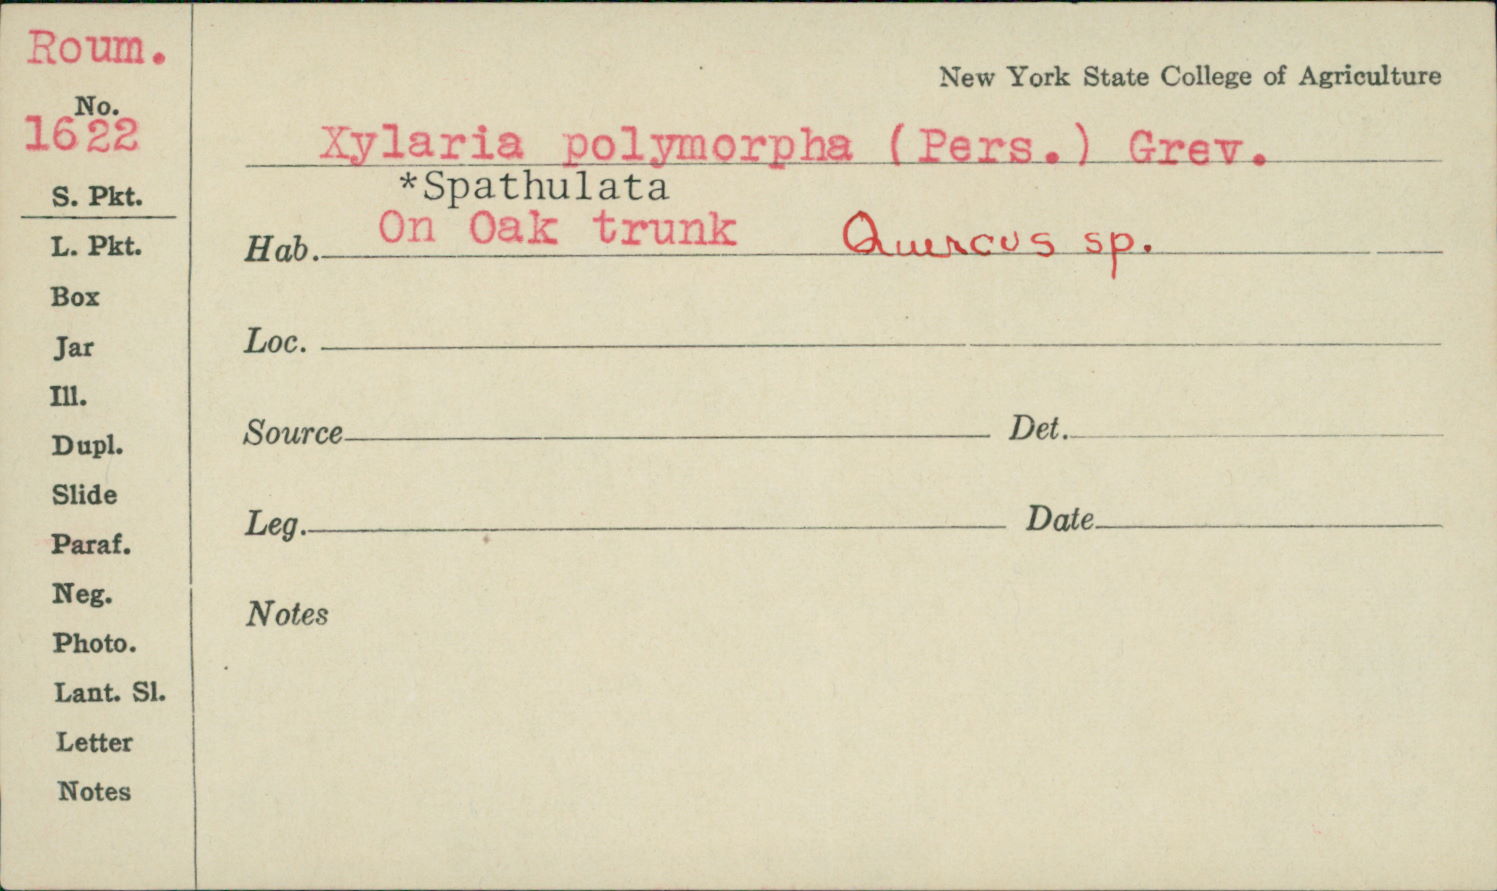 Roum.
No.
1622
S. Pkt.
L. Pkt.
Box
Jar
Ill.
Dupl.
Slide
Paraf.
Neg.
Photo.
Lant. Sl.
Letter
Notes
New York State College of Agriculture
Xylaria polymorpha (Pers.) Grev.
*Spathulata
Hab. On Oak trunk Quercus sp.
Loc.
Source Det.
Leg. Date
Notes